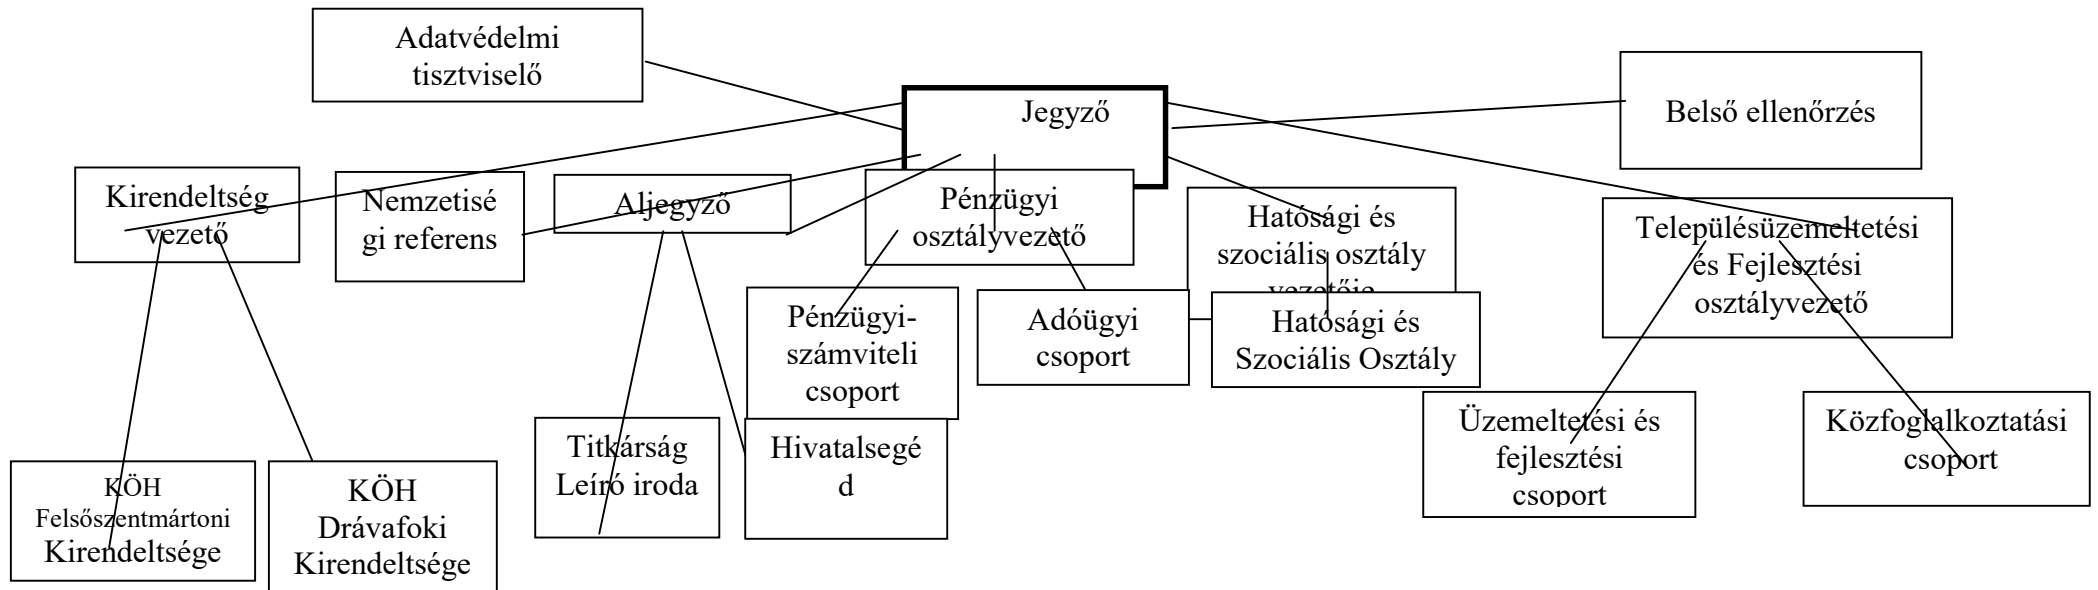 Adatvédelmi
tisztviselő
Jegyző
Belső ellenőrzés
Kirendeltség
vezető
Nemzetisé
gi referens
Aljegyző
Pénzügyi
osztályvezető
Hatósági és
szociális osztály
vezetője
Településüzemeltetési
és Fejlesztési
osztályvezető
Pénzügyi-
számviteli
csoport
Adóügyi
csoport
Hatósági és
Szociális Osztály
Titkárság
Leíró iroda
Hivatalsegé
d
Üzemeltetési és
fejlesztési
csoport
Közfoglalkoztatási
csoport
KÖH
Felsőszentmártoni
Kirendeltsége
KÖH
Drávafoki
Kirendeltsége